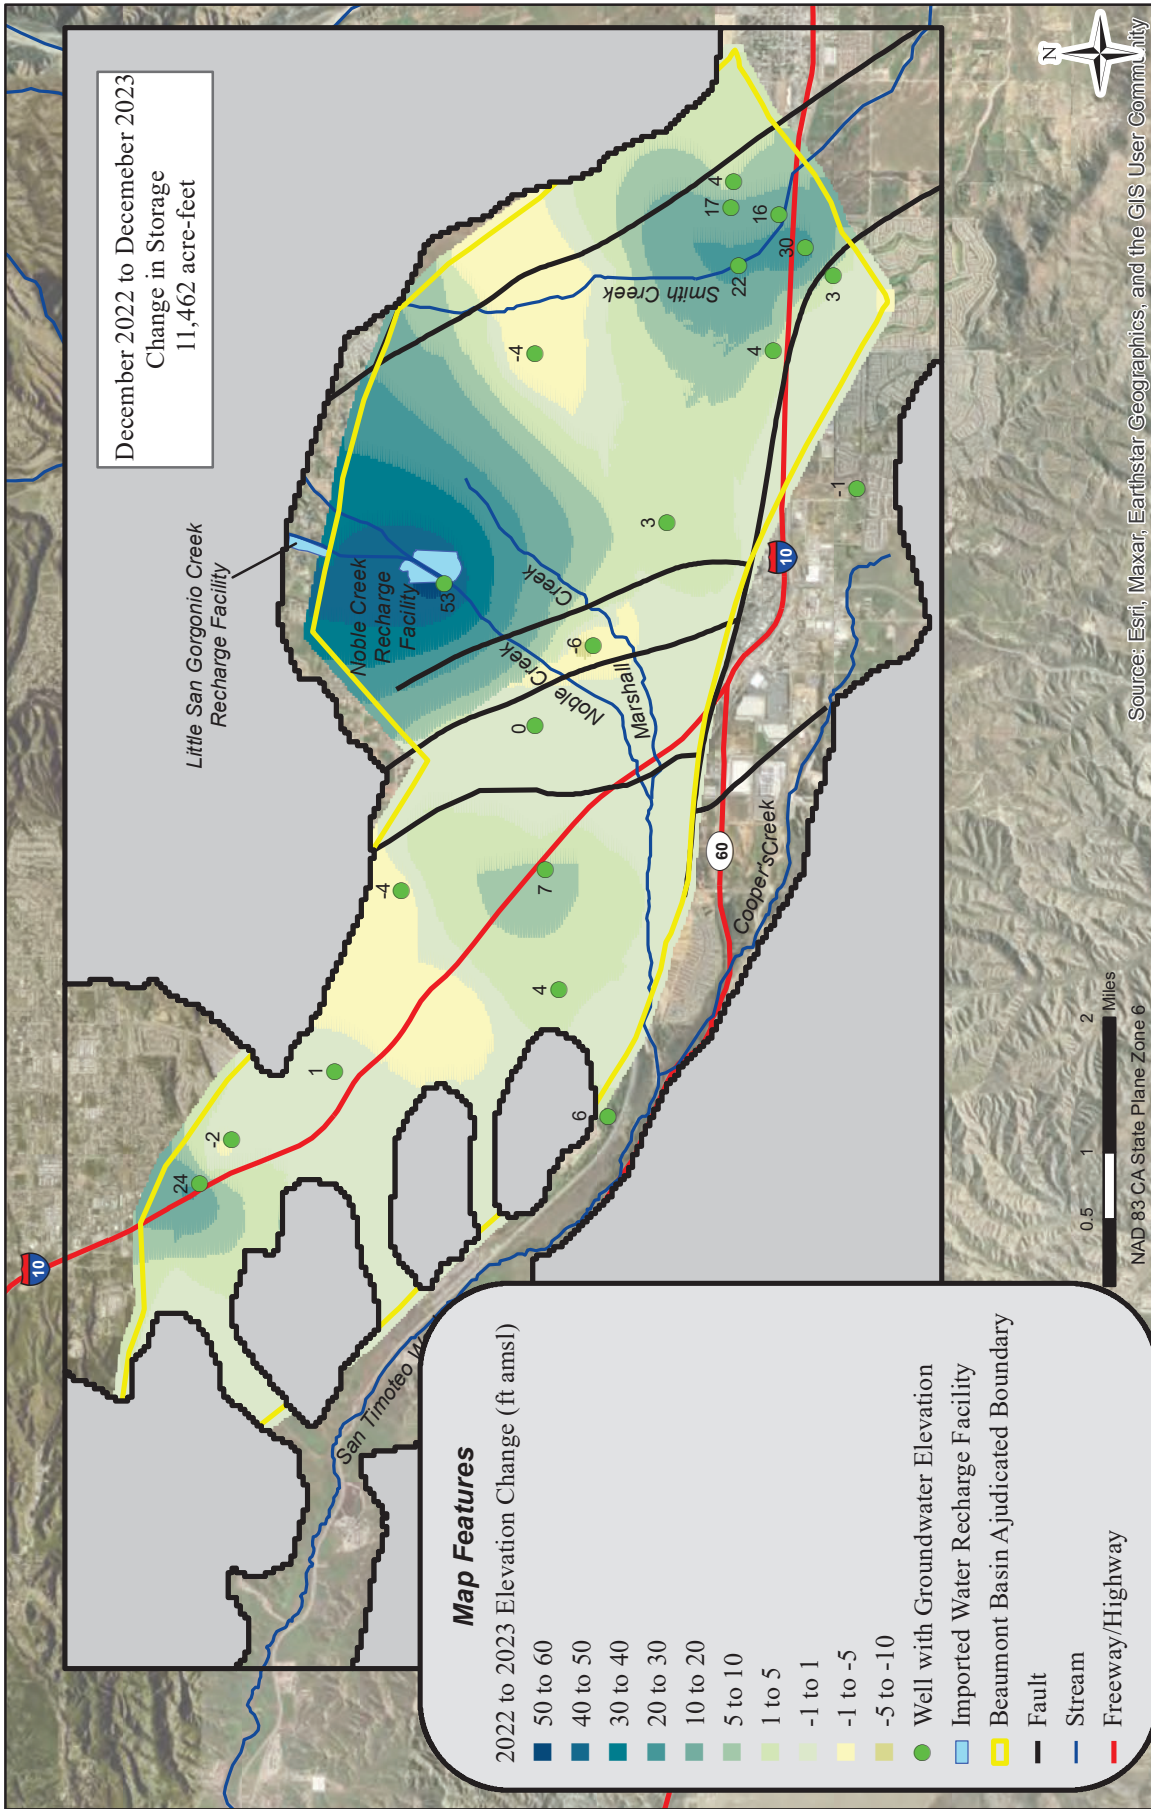 December 2022 to Decemeber 2023
Change in Storage
11,462 acre-feet
Little San Gorgonio Creek
Recharge Facility
Noble Creek
Recharge
Facility
53
-4
Smith Creek
17
4
16
22
30
3
4
3
-1
Creek
Marshall
Noble Creek
-6
0
10
60
Cooper'sCreek
-4
7
4
1
-2
24
10
6
San Timoteo
Map Features
2022 to 2023 Elevation Change (ft amsl)
50 to 60
40 to 50
30 to 40
20 to 30
10 to 20
5 to 10
1 to 5
-1 to 1
-1 to -5
-5 to -10
Well with Groundwater Elevation
Imported Water Recharge Facility
Beaumont Basin Ajudicated Boundary
Fault
Stream
Freeway/Highway
0.5 1 2
Miles
NAD 83 CA State Plane Zone 6
N
Source: Esri, Maxar, Earthstar Geographics, and the GIS User Community